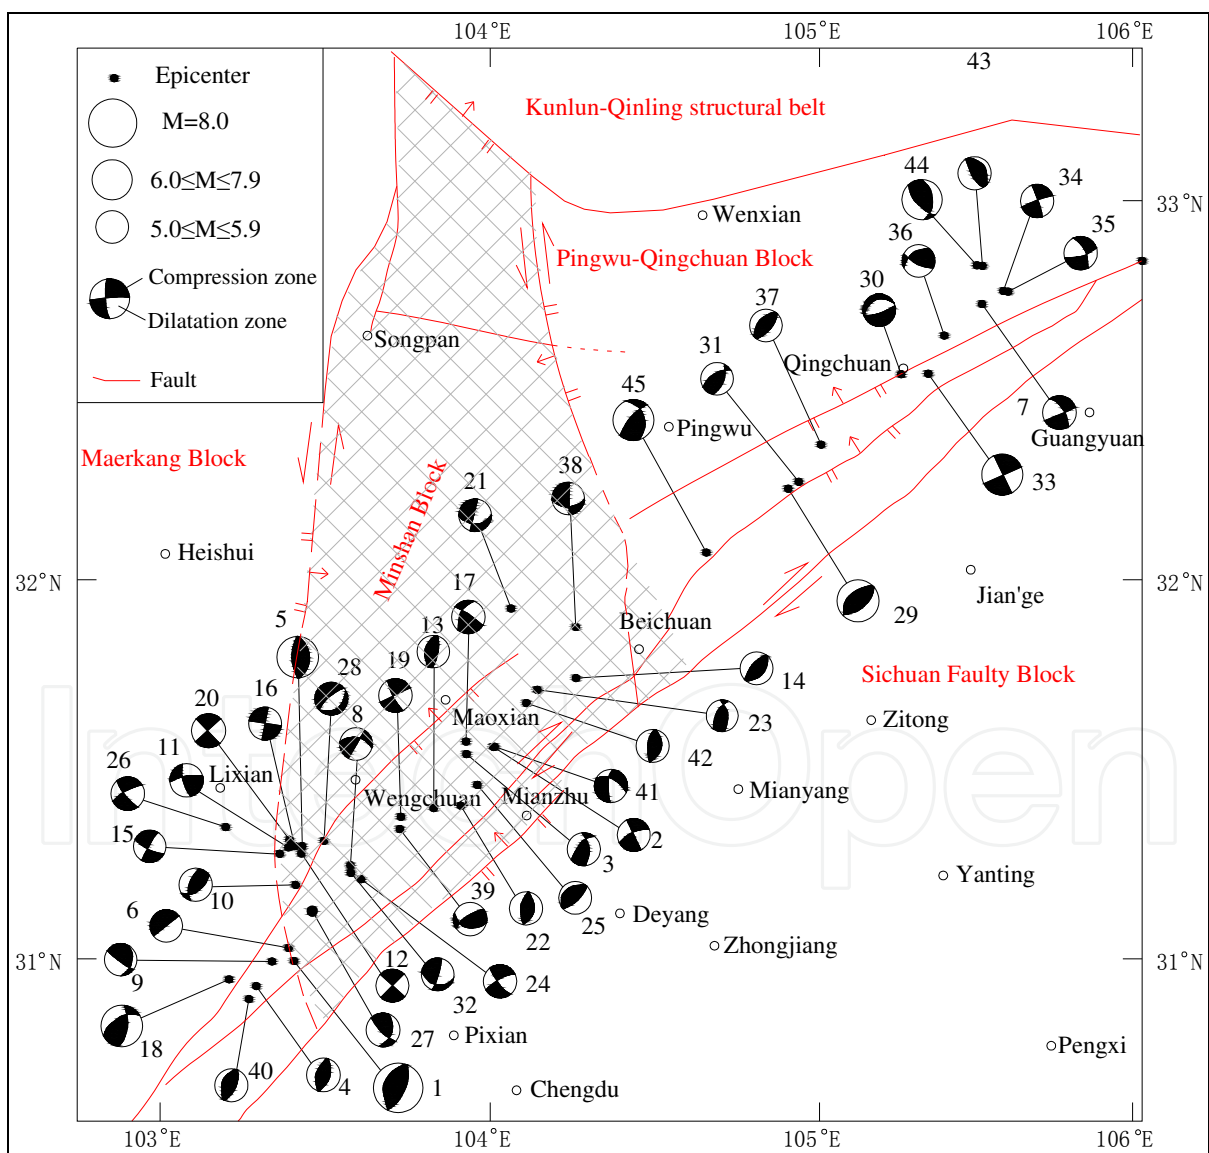 104°E
105°E
106°E
43
Epicenter
M=8.0
6.0≤M≤7.9
5.0≤M≤5.9
Compression zone
Dilatation zone
Fault
Kunlun-Qinling structural belt
44
34
33°N
Wenxian
35
36
Pingwu-Qingchuan Block
30
37
Songpan
31
Qingchuan
45
7
Guangyuan
Pingwu
Maerkang Block
38
21
33
Minshan Block
Heishui
32°N
17
Jian'ge
5
13
Beichuan
29
28
19
14
Sichuan Faulty Block
20
16
8
Maoxian
23
Zitong
26
11
Lixian
42
Wengchuan
Mianzhu
41
Mianyang
15
2
3
Yanting
10
39
6
22
25
Deyang
Zhongjiang
31°N
9
12
24
31°N
32
18
27
Pixian
Pengxi
40
4
1
Chengdu
103°E
104°E
105°E
106°E
32°N
InTechOpen